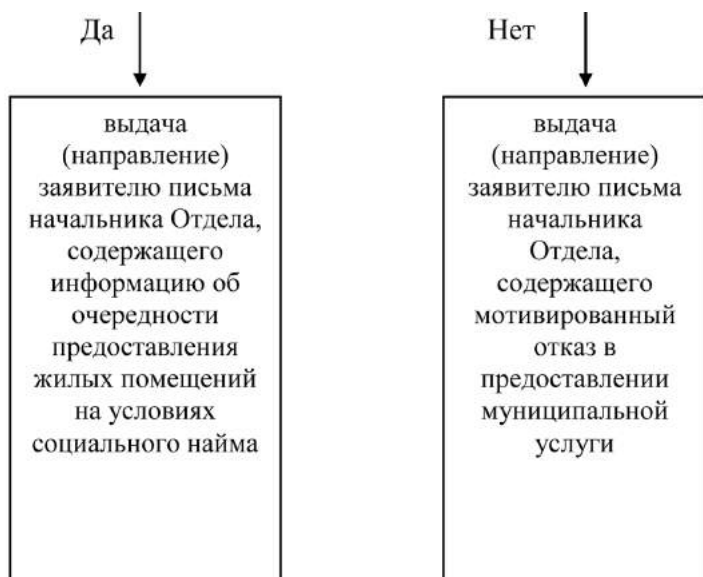 Да
Нет
выдача
(направление)
заявителю письма
начальника Отдела,
содержащего
информацию об
очередности
предоставления
жилых помещений
на условиях
социального найма
выдача
(направление)
заявителю письма
начальника
Отдела,
содержащего
мотивированный
отказ в
предоставлении
муниципальной
услуги